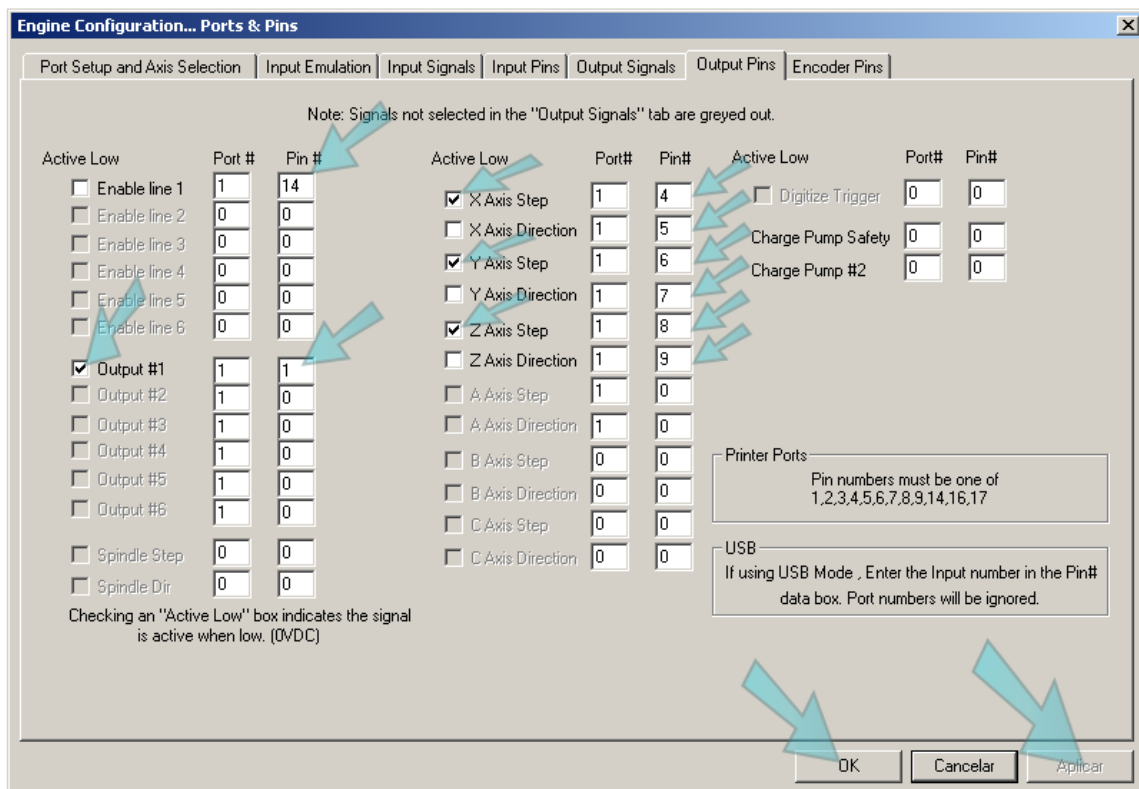 Engine Configuration... Ports & Pins
Port Setup and Axis Selection Input Emulation Input Signals Input Pins Output Signals Output Pins Encoder Pins
Note: Signals not selected in the "Output Signals" tab are greyed out.
Active Low Port # Pin #
Enable line 1 1 14
Enable line 2 0 0
Enable line 3 0 0
Enable line 4 0 0
Enable line 5 0 0
Enable line 6 0 0
Output #1 1 1
Output #2 1 0
Output #3 1 0
Output #4 1 0
Output #5 1 0
Output #6 1 0
Spindle Step 0 0
Spindle Dir 0 0
Checking an "Active Low" box indicates the signal
is active when low. (0VDC)
Active Low Port# Pin#
X Axis Step 1 4
X Axis Direction 1 5
Y Axis Step 1 6
Y Axis Direction 1 7
Z Axis Step 1 8
Z Axis Direction 1 9
A Axis Step 1 0
A Axis Direction 1 0
B Axis Step 0 0
B Axis Direction 0 0
C Axis Step 0 0
C Axis Direction 0 0
Active Low Port# Pin#
Digitize Trigger 0 0
Charge Pump Safety 0 0
Charge Pump #2 0 0
Printer Ports
Pin numbers must be one of
1,2,3,4,5,6,7,8,9,14,16,17
USB
If using USB Mode , Enter the Input number in the Pin#
data box. Port numbers will be ignored.
OK Cancelar Aplicar